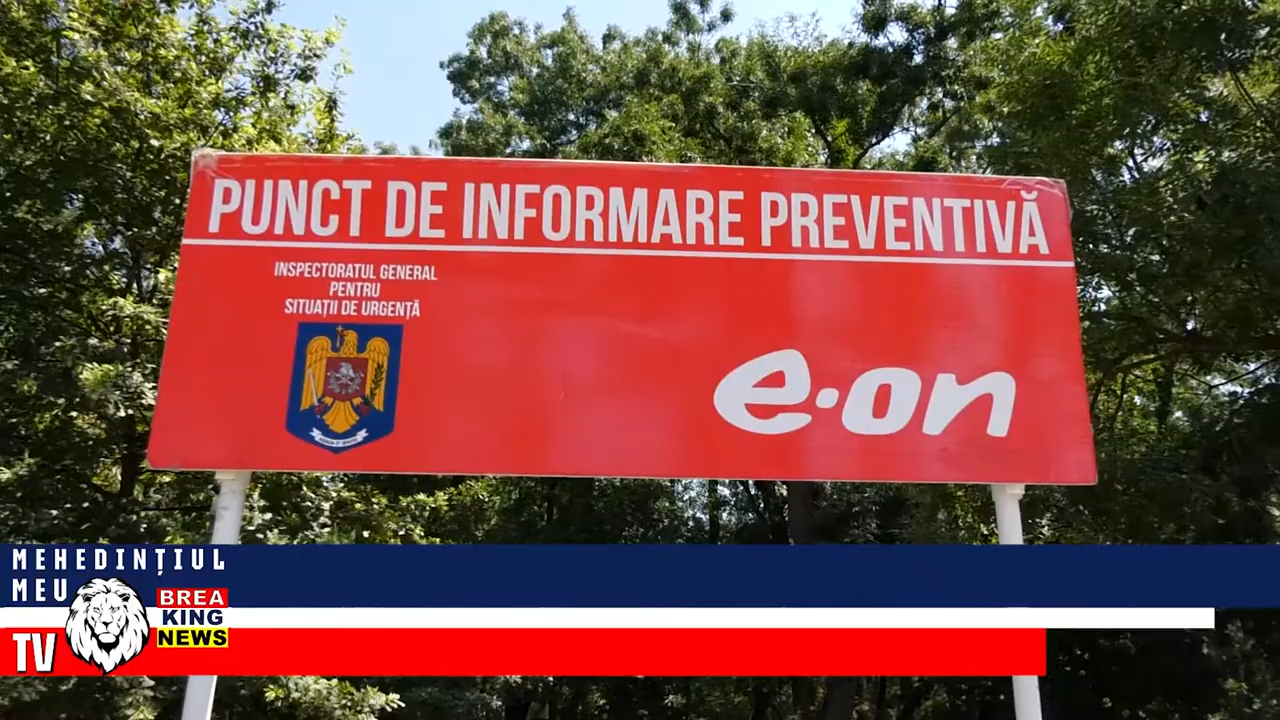 PUNCT DE INFORMARE PREVENTIVĂ
INSPECTORATUL GENERAL
PENTRU
SITUAȚII DE URGENȚĂ
e·on
MEHEDINȚIUL
MEU
TV
BREA
KING
NEWS